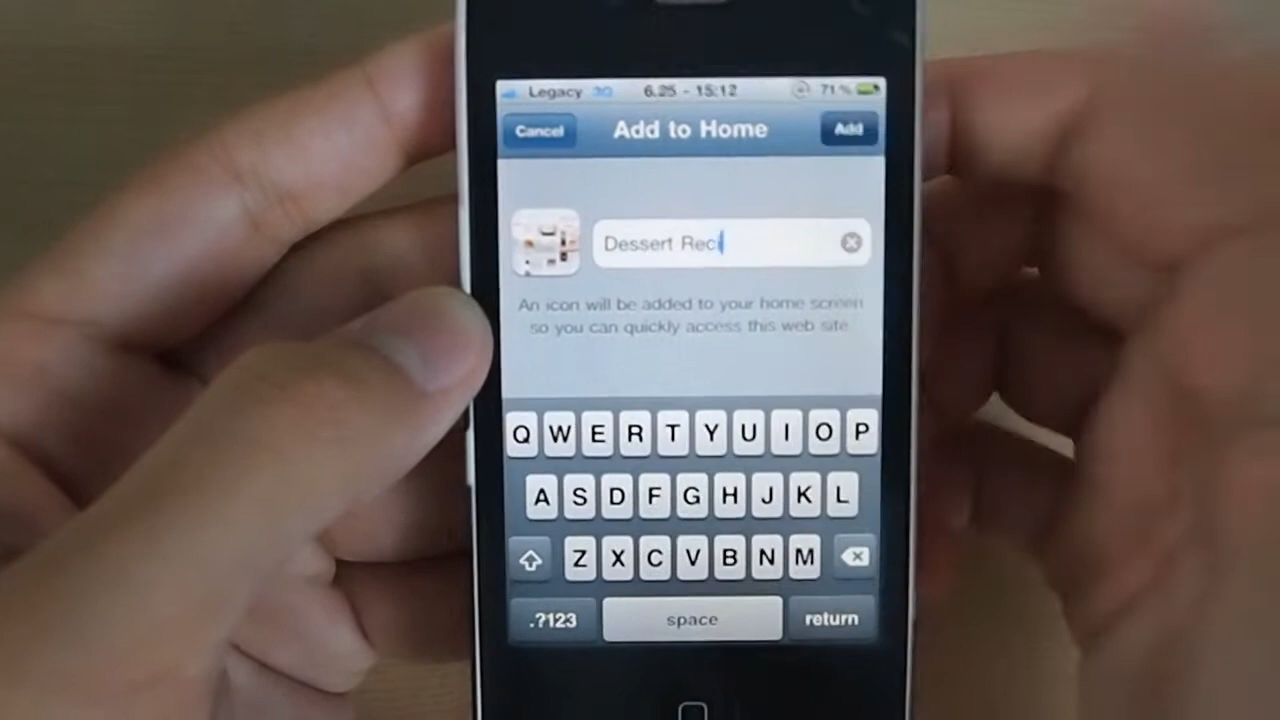 Legacy 3G 6.25 - 15:12 71%
Cancel Add to Home Add
Dessert Reci
An icon will be added to your home screen
so you can quickly access this web site.
Q W E R T Y U I O P
A S D F G H J K L
Z X C V B N M
.?123 space return